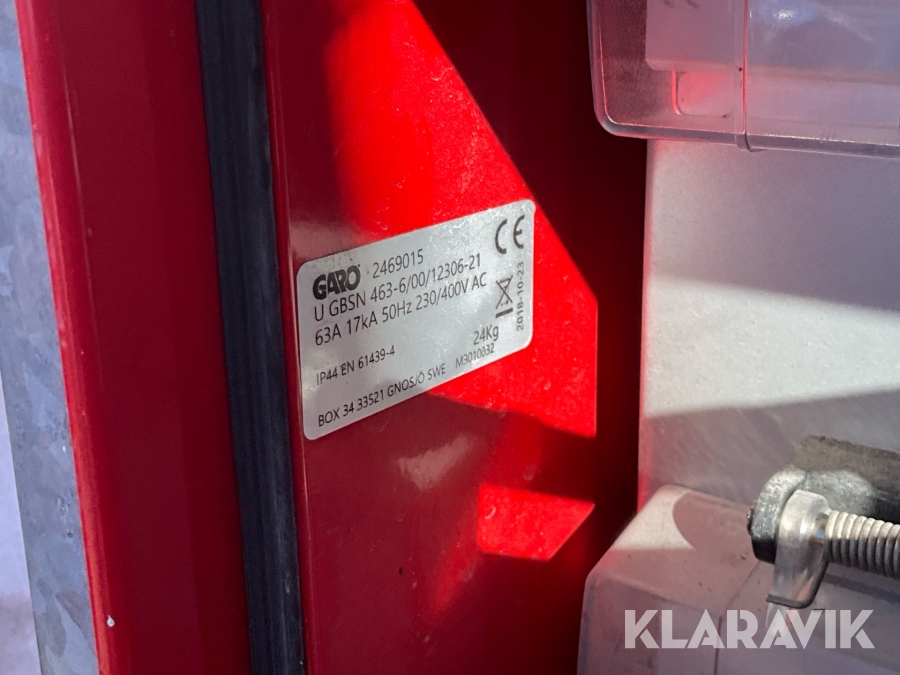 GARO 2469015
U GBSN 463-6/00/12306-21
63A 17kA 50Hz 230/400V AC
24Kg
IP44 EN 61439-4
BOX 34 33521 GNOSJÖ SWE M3010032
CE
2018-10-23
KLARAVIK